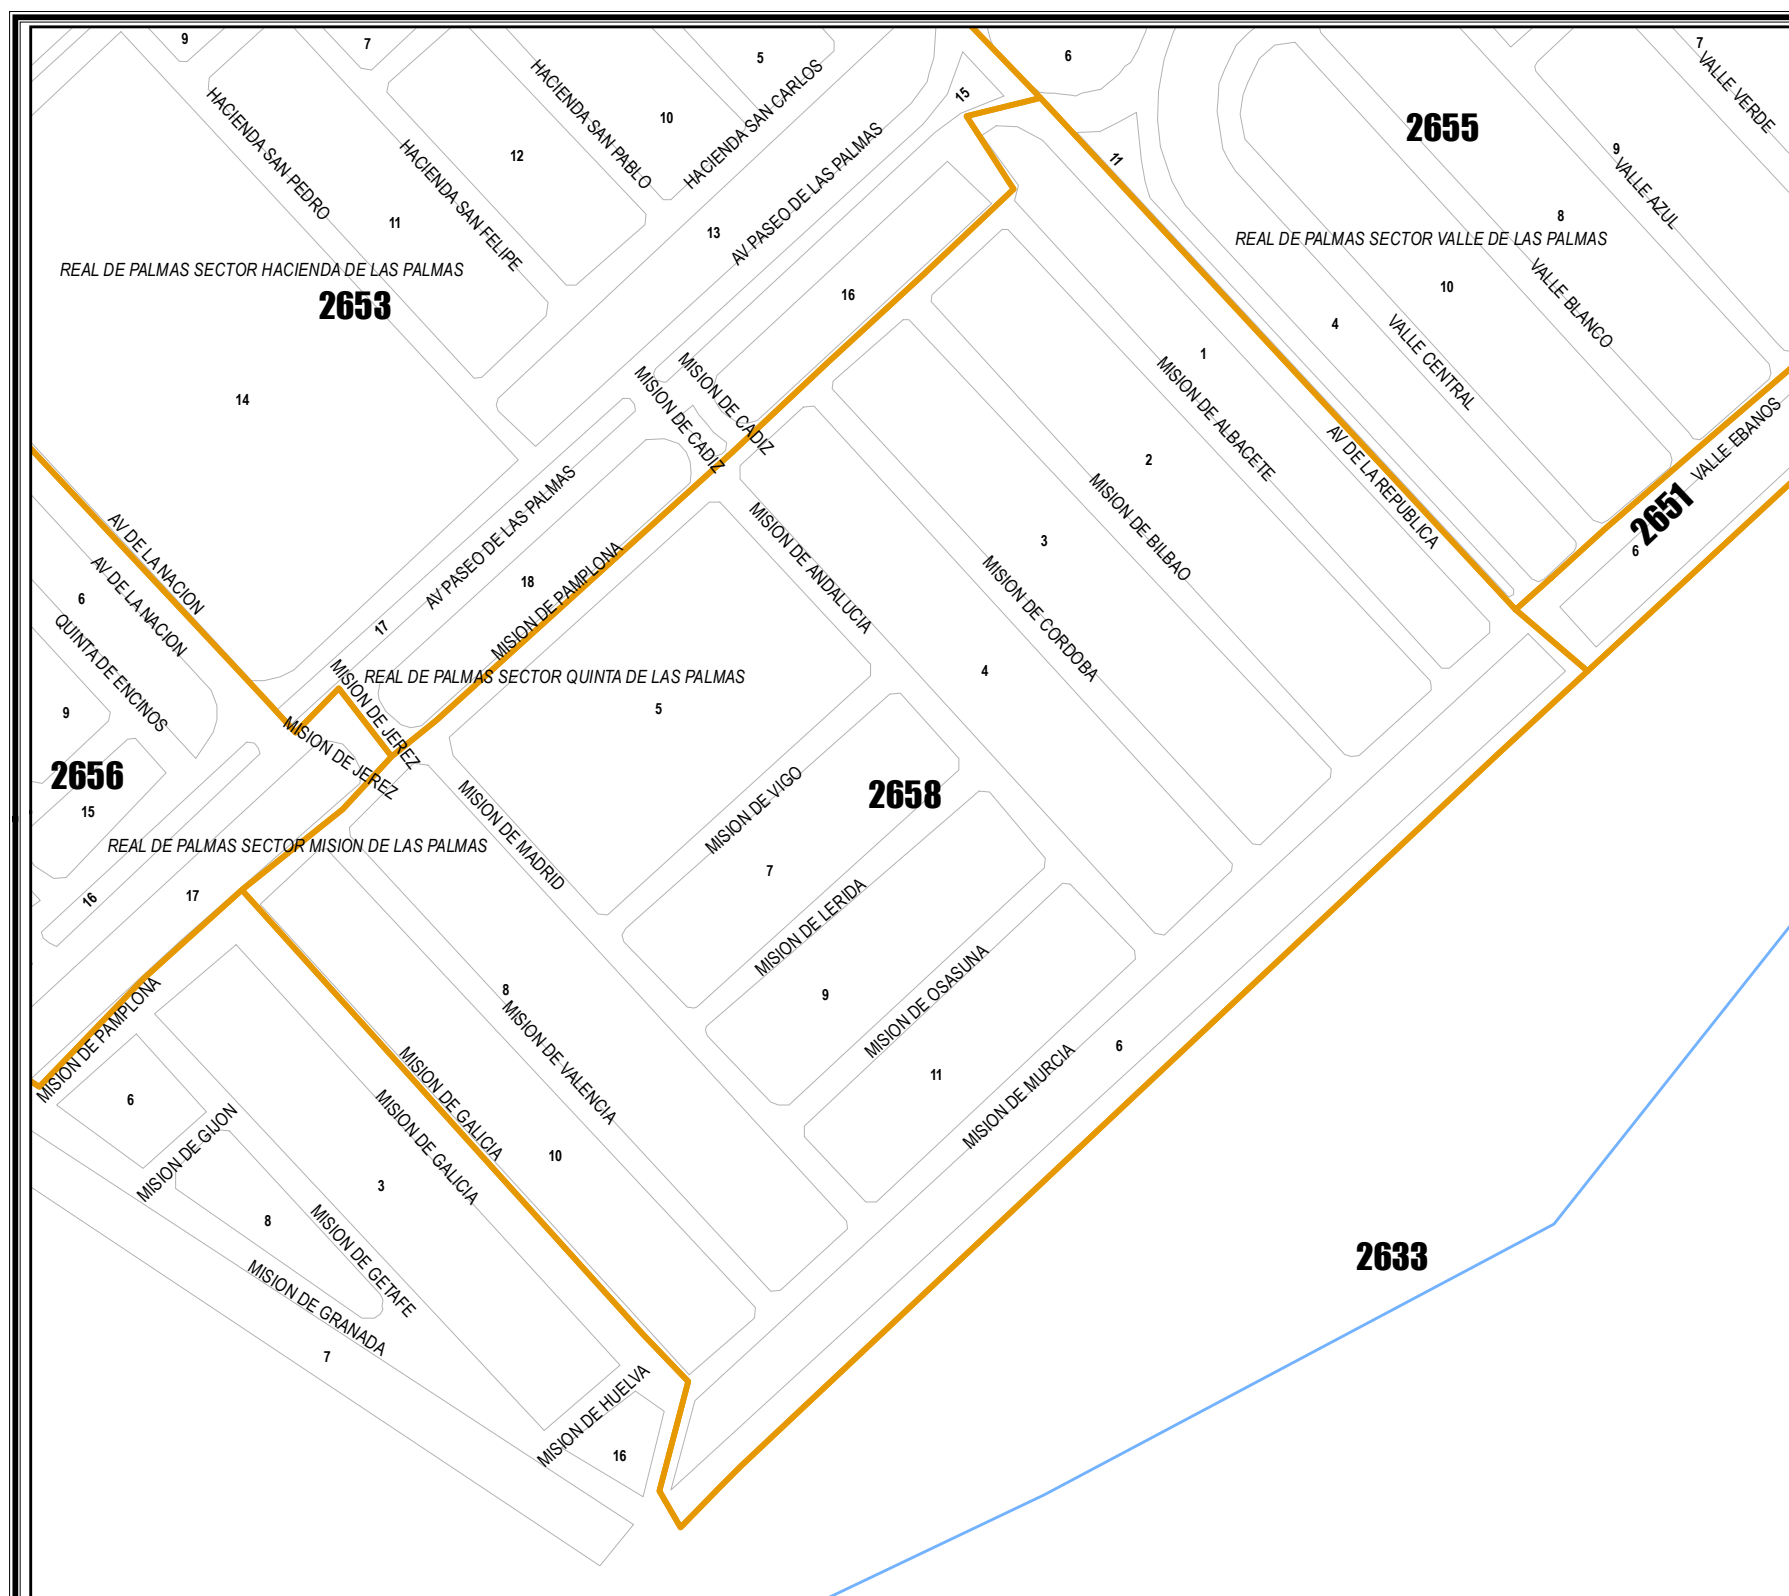 9
7
5
6
7
VALLE VERDE
HACIENDA SAN PEDRO
HACIENDA SAN FELIPE
HACIENDA SAN PABLO
HACIENDA SAN CARLOS
10
12
15
11
13
AV PASEO DE LAS PALMAS
11
2655
9
VALLE AZUL
8
REAL DE PALMAS SECTOR VALLE DE LAS PALMAS
REAL DE PALMAS SECTOR HACIENDA DE LAS PALMAS
2653
16
10
VALLE BLANCO
4
VALLE CENTRAL
1
14
MISION DE CADIZ
MISION DE CADIZ
MISION DE ALBACETE
AV DE LA REPUBLICA
VALLE EBANOS
2651
6
2
MISION DE BILBAO
3
MISION DE CORDOBA
MISION DE ANDALUCIA
4
AV PASEO DE LAS PALMAS
18
MISION DE PAMPLONA
17
AV DE LA NACION
AV DE LA NACION
6
QUINTA DE ENCINOS
9
2656
15
MISION DE JEREZ
MISION DE JEREZ
REAL DE PALMAS SECTOR QUINTA DE LAS PALMAS
5
2658
MISION DE VIGO
MISION DE MADRID
REAL DE PALMAS SECTOR MISION DE LAS PALMAS
16
17
7
MISION DE LERIDA
9
MISION DE OSASUNA
8
MISION DE VALENCIA
MISION DE PAMPLONA
6
MISION DE GIJON
MISION DE GALICIA
MISION DE GALICIA
11
MISION DE MURCIA
6
10
3
8
MISION DE GETAFE
MISION DE GRANADA
7
2633
MISION DE HUELVA
16